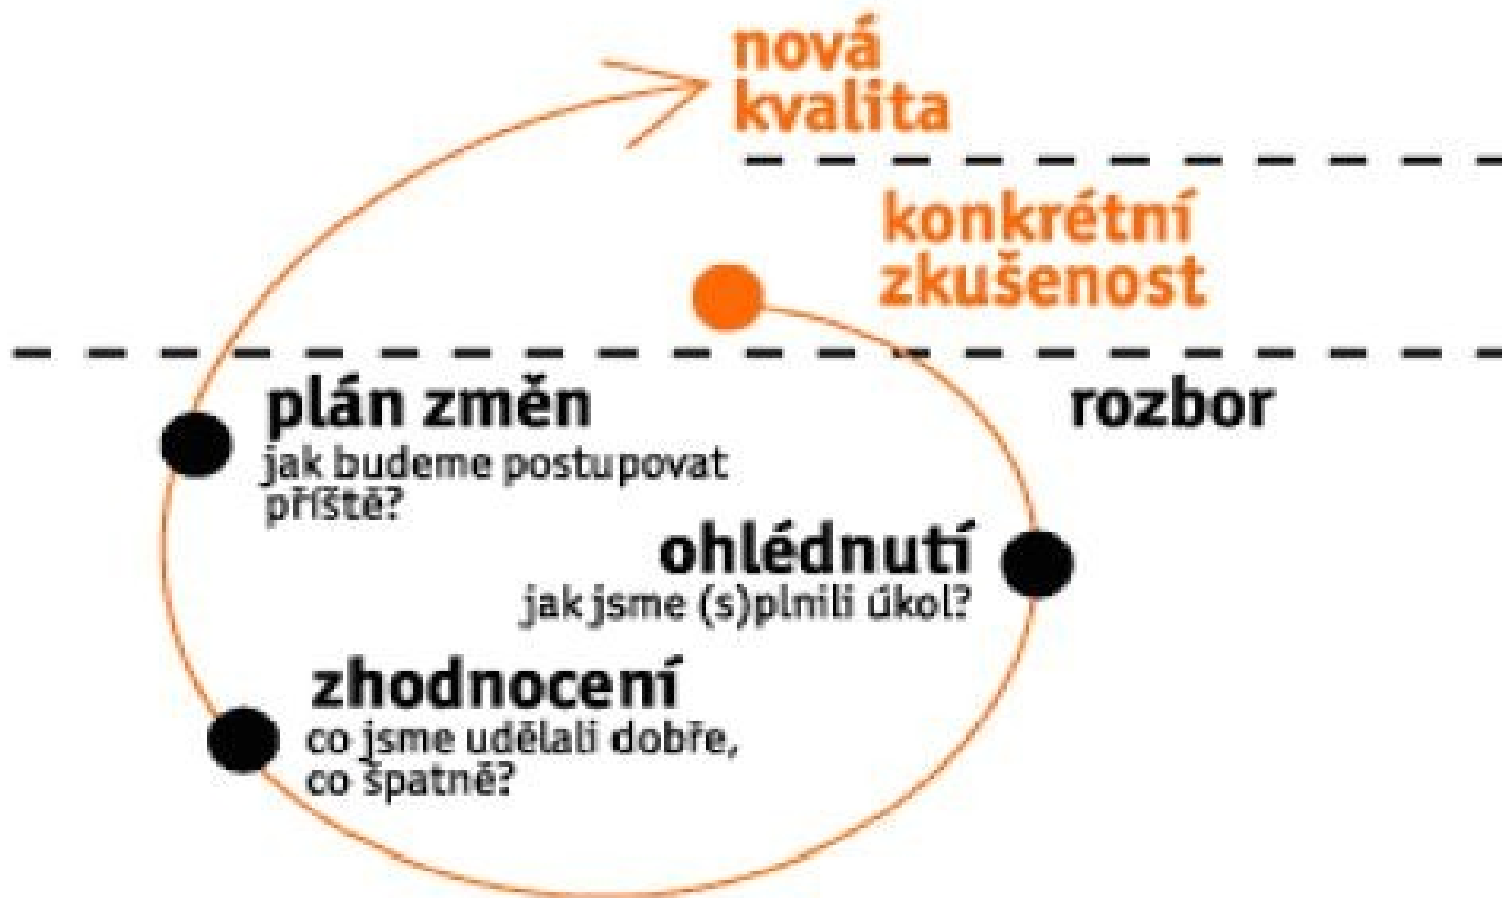 nová
kvalita
konkrétní
zkušenost
plán změn
jak budeme postupovat
příště?
rozbor
ohlédnutí
jak jsme (s)plnili úkol?
zhodnocení
co jsme udělali dobře,
co špatně?